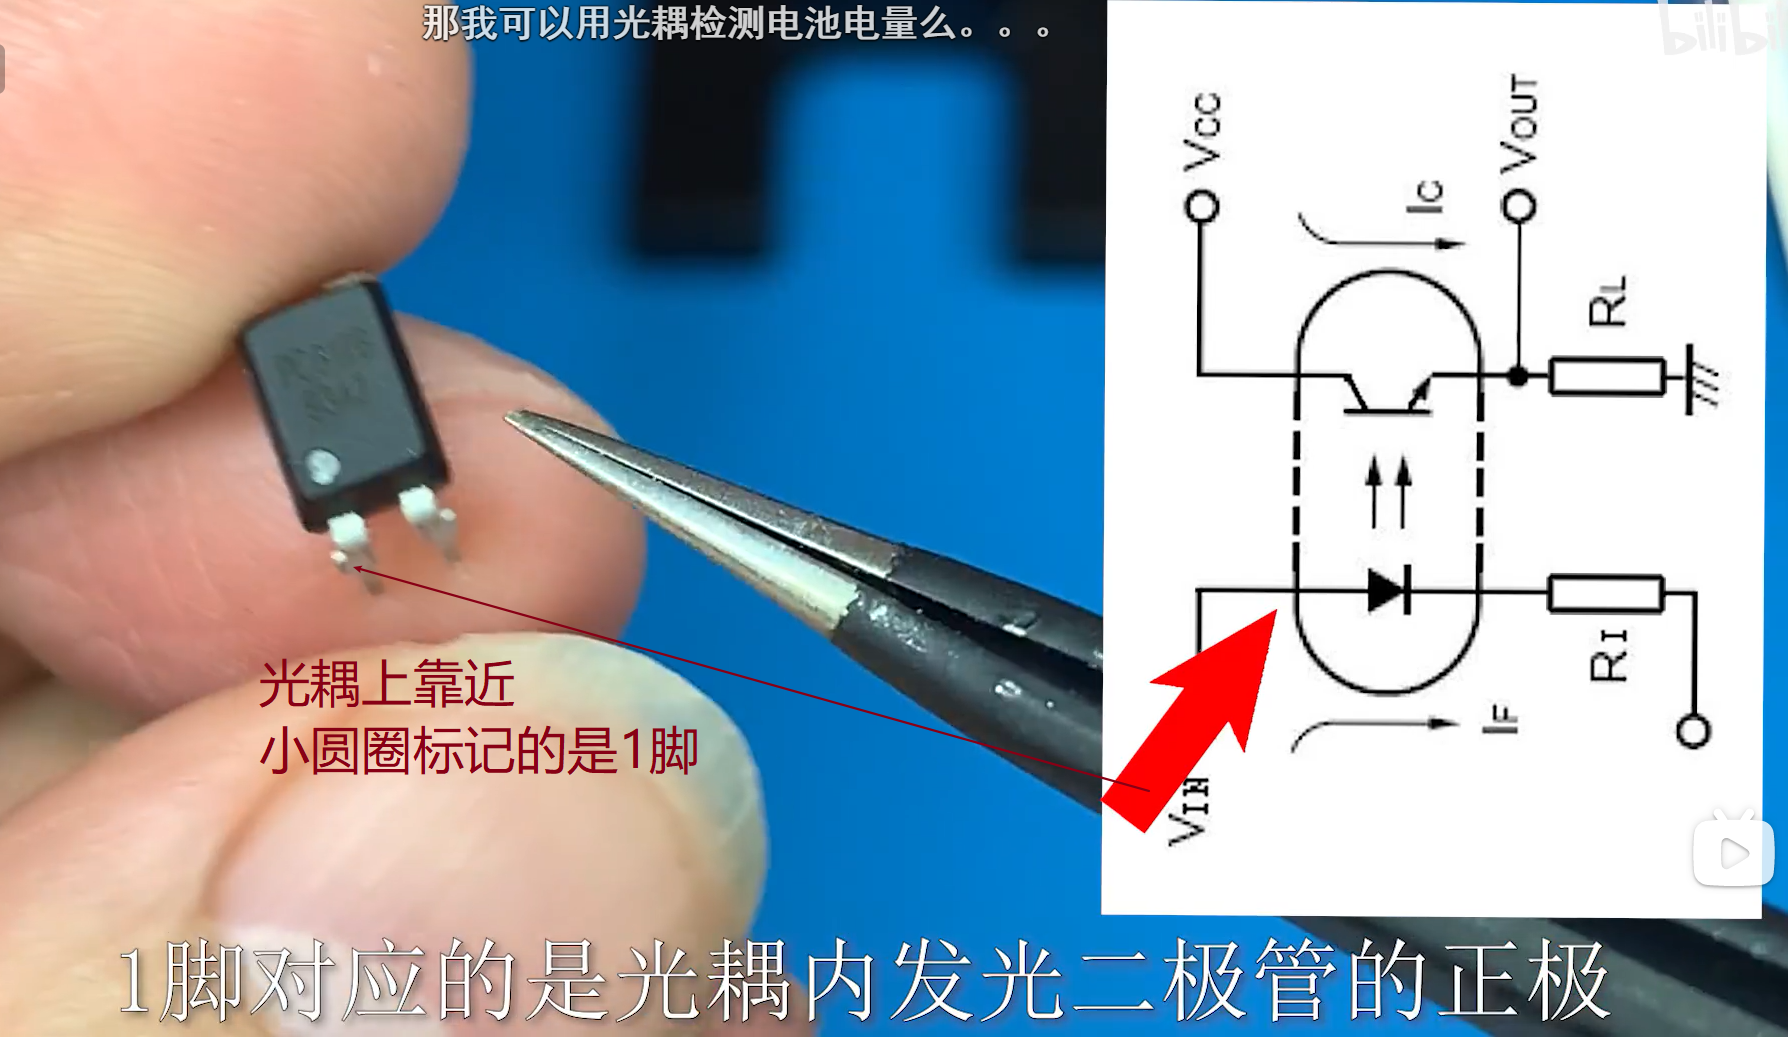 那我可以用光耦检测电池电量么。。。
bilibi
VCC
VOUT
IC
RL
RI
IF
VIN
光耦上靠近
小圆圈标记的是1脚
1脚对应的是光耦内发光二极管的正极